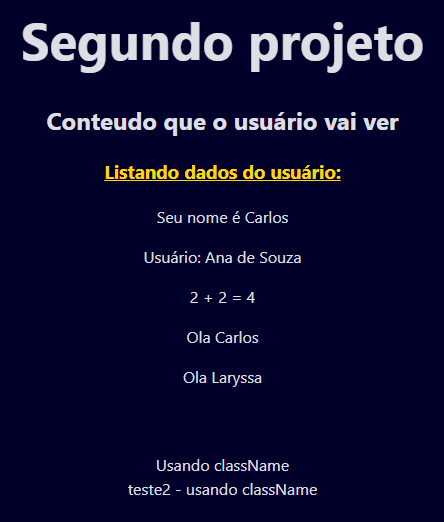 Segundo projeto
Conteudo que o usuário vai ver
Listando dados do usuário:
Seu nome é Carlos
Usuário: Ana de Souza
2 + 2 = 4
Ola Carlos
Ola Laryssa
Usando className
teste2 - usando className